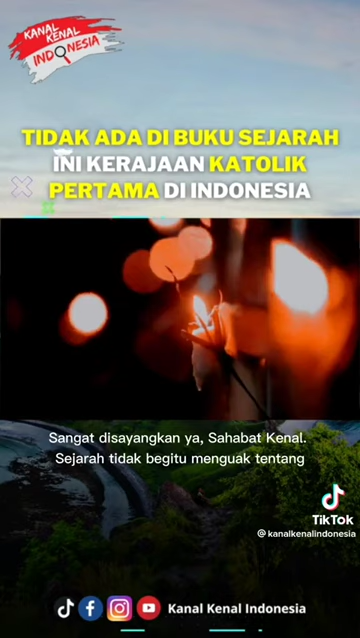 KANAL
KENAL
INDONESIA
TIDAK ADA DI BUKU SEJARAH
INI KERAJAAN KATOLIK
PERTAMA DI INDONESIA
Sangat disayangkan ya, Sahabat Kenal.
Sejarah tidak begitu menguak tentang
TikTok
@kanalkenalindonesia
Kanal Kenal Indonesia